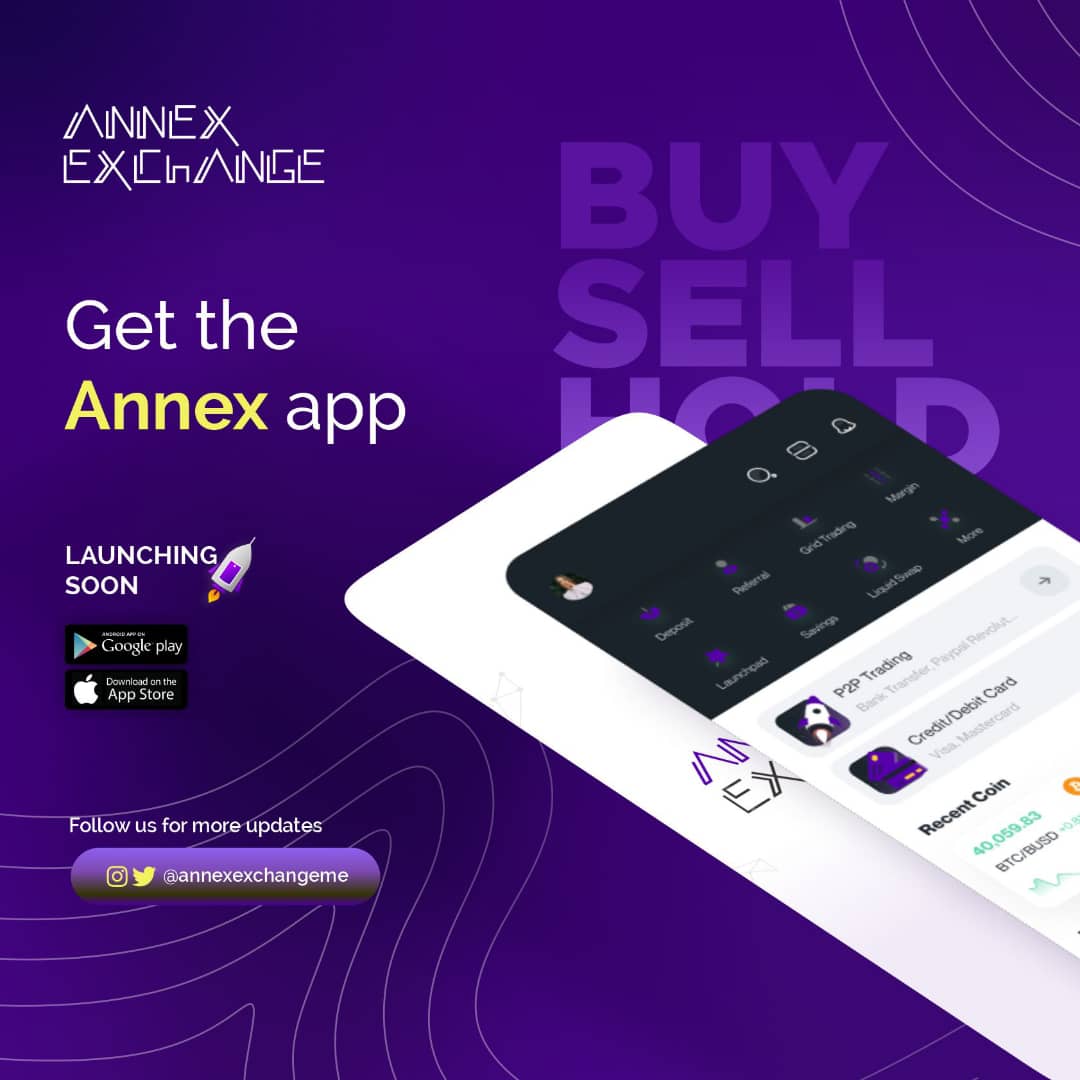 ANNEX
EXCHANGE
BUY
SELL
HOLD
Get the
Annex app
LAUNCHING
SOON
ANDROID APP ON
Google play
Download on the
App Store
Follow us for more updates
@annexexchangeme
Margin
Grid Trading
More
Referral
Liquid Swap
Deposit
Savings
Launchpad
P2P Trading
Bank Transfer, Paypal Revolut...
Credit/Debit Card
Visa, Mastercard
Recent Coin
40,059.83
BTC/BUSD
AN
EX